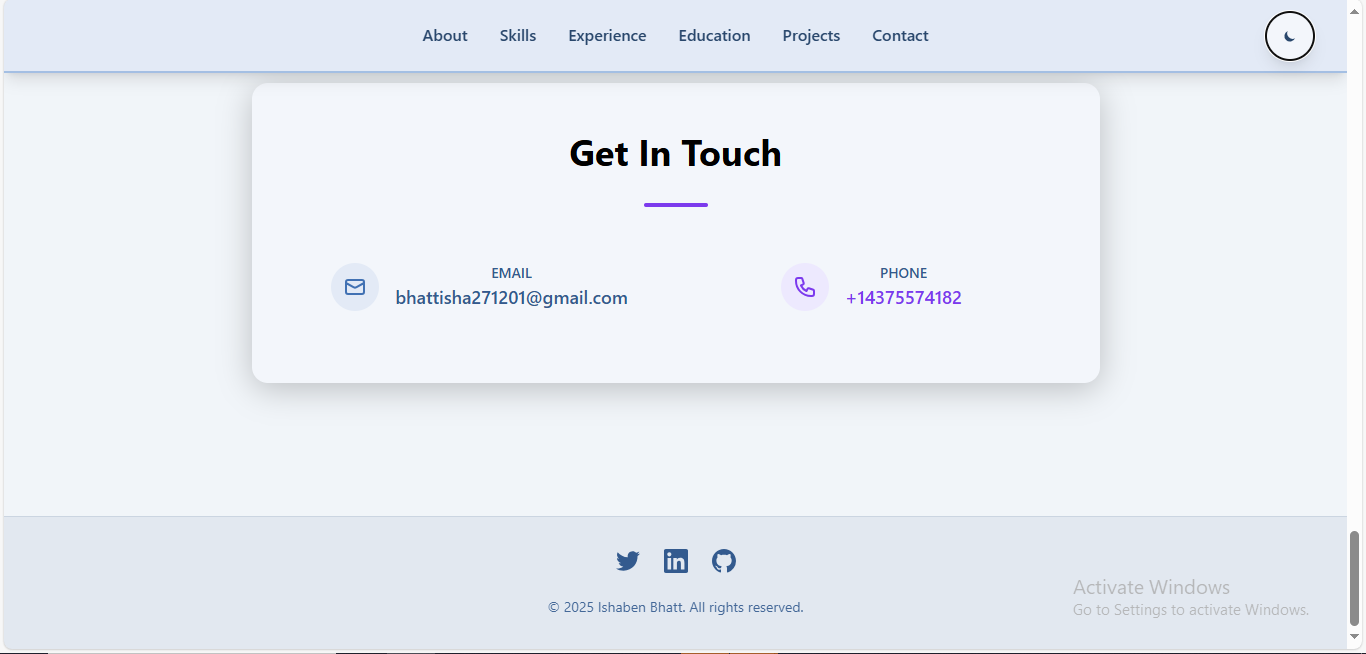 About Skills Experience Education Projects Contact
Get In Touch
EMAIL
bhattisha271201@gmail.com
PHONE
+14375574182
© 2025 Ishaben Bhatt. All rights reserved.
Activate Windows
Go to Settings to activate Windows.